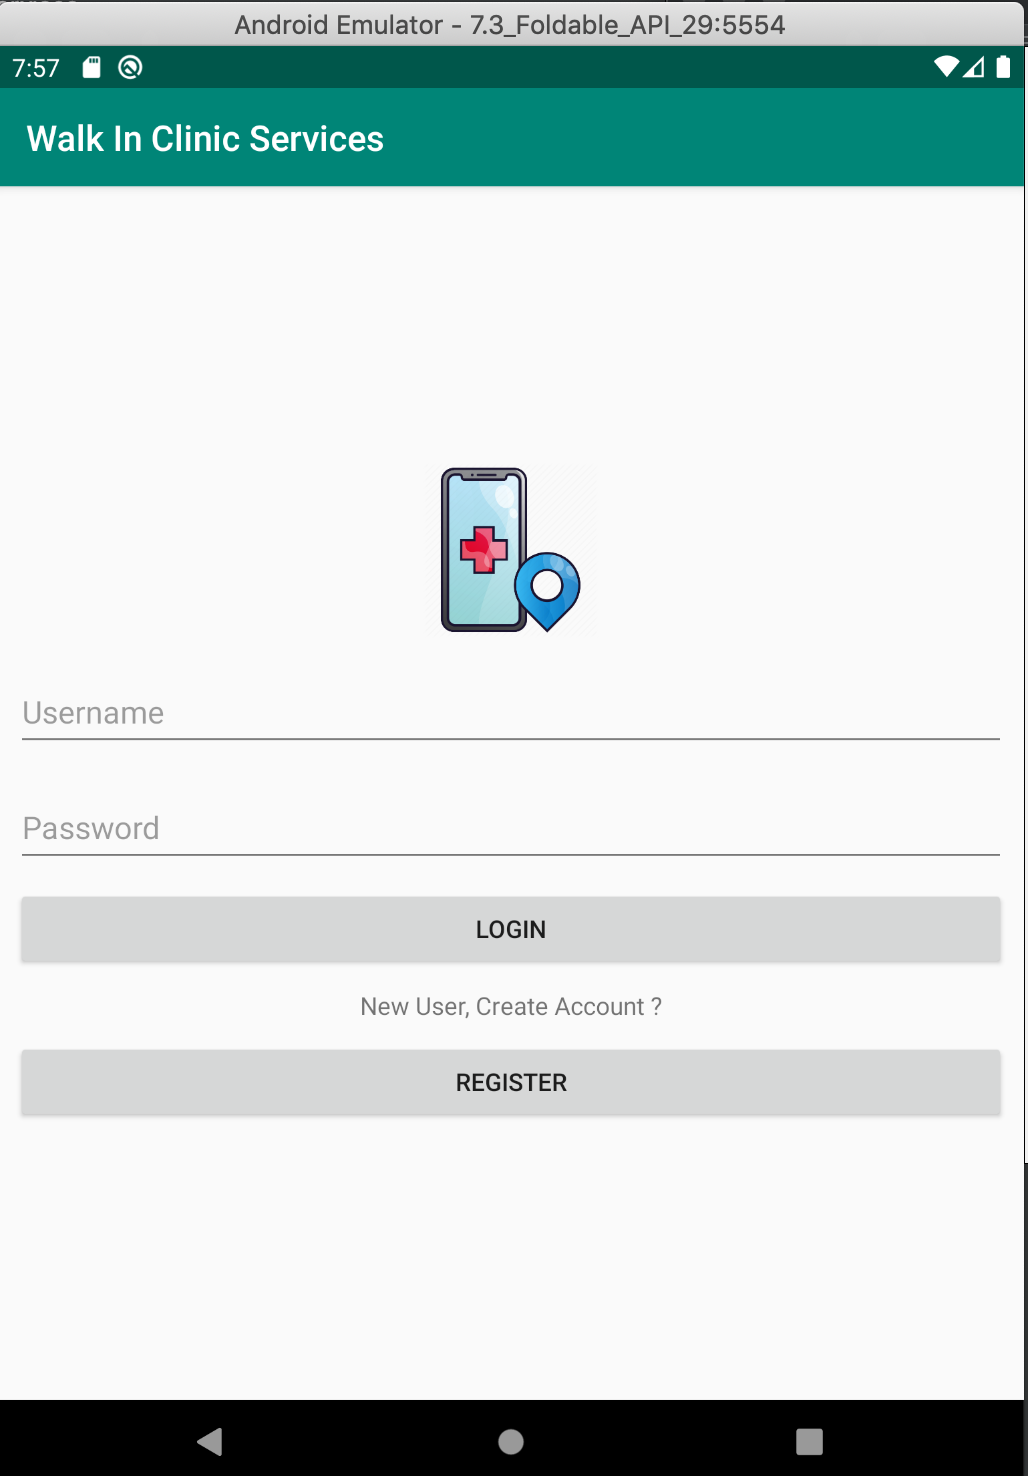 Android Emulator - 7.3_Foldable_API_29:5554
7:57
Walk In Clinic Services
Username
Password
LOGIN
New User, Create Account ?
REGISTER